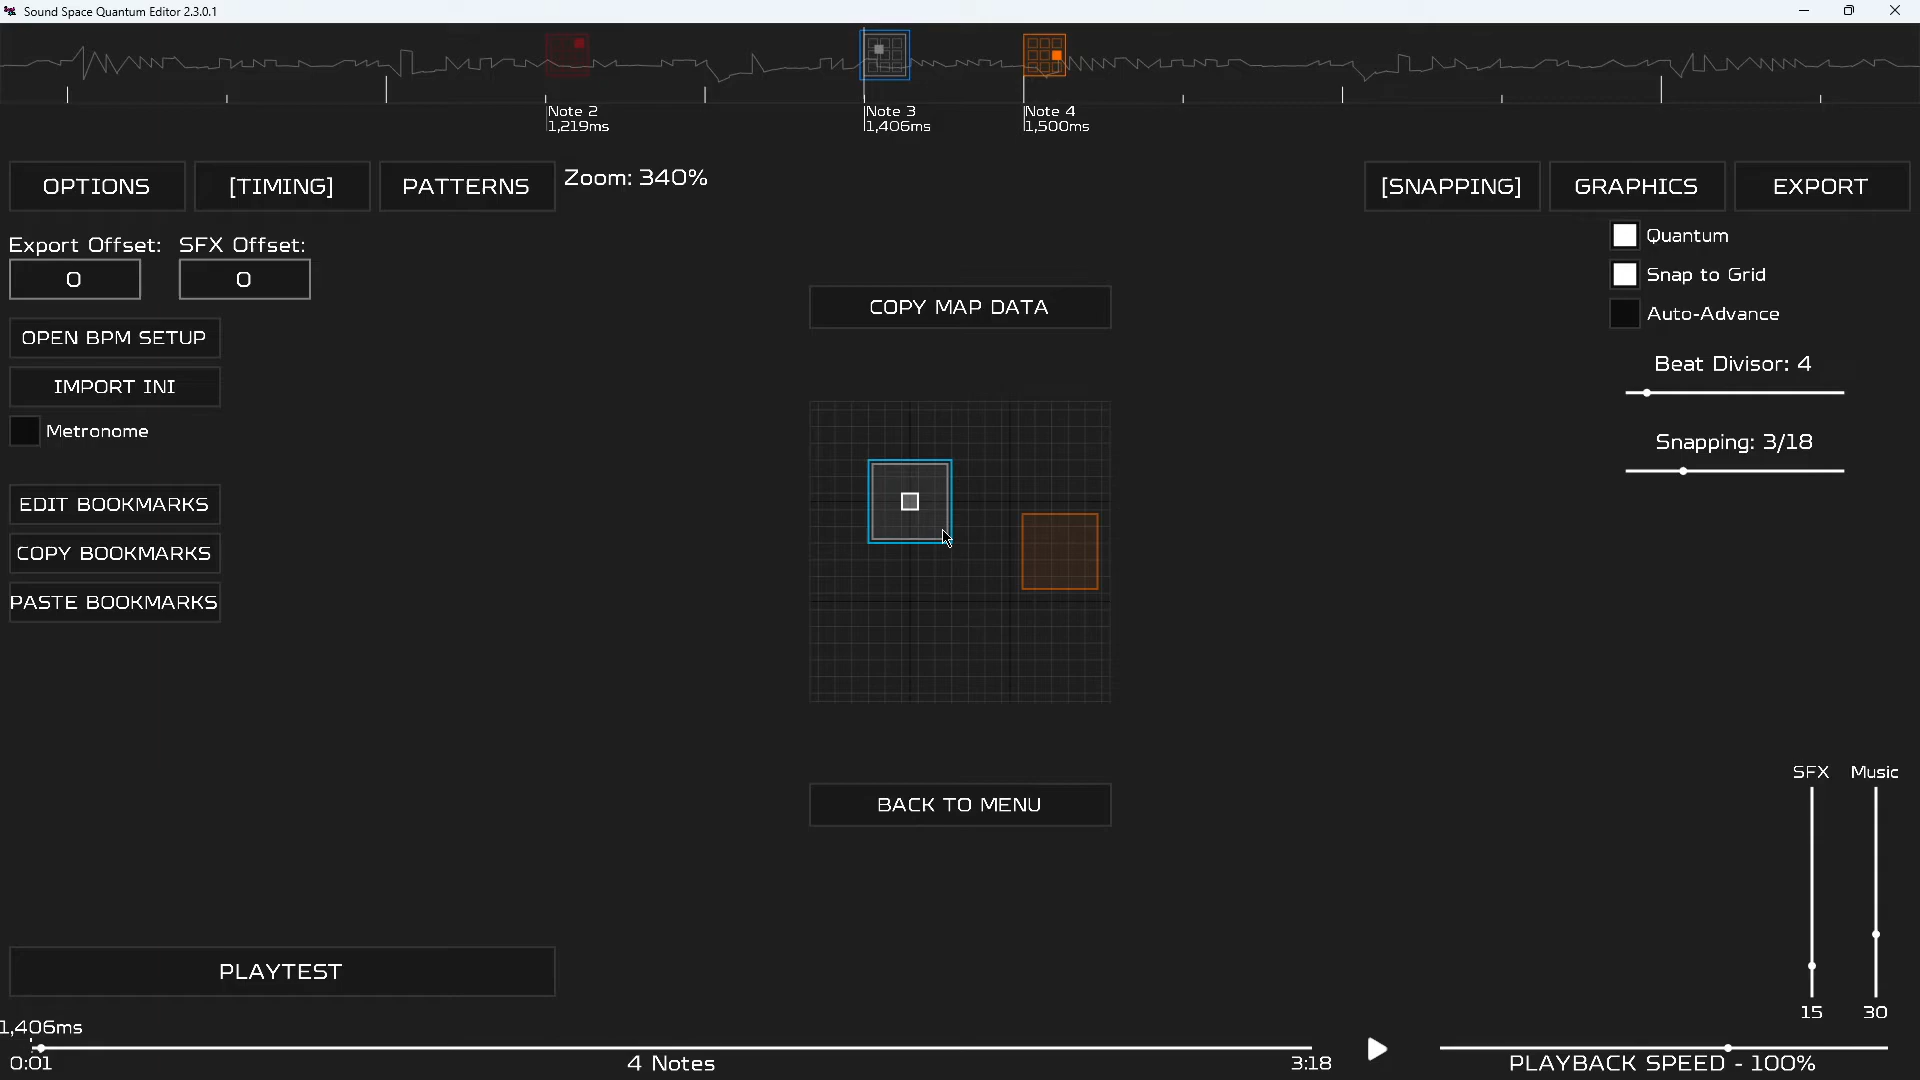 Sound Space Quantum Editor 2.3.0.1
Note 2
1,219ms
Note 3
1,406ms
Note 4
1,500ms
OPTIONS
[TIMING]
PATTERNS
Zoom: 340%
[SNAPPING]
GRAPHICS
EXPORT
Export Offset:
SFX Offset:
0
0
OPEN BPM SETUP
IMPORT INI
Metronome
EDIT BOOKMARKS
COPY BOOKMARKS
PASTE BOOKMARKS
COPY MAP DATA
BACK TO MENU
Quantum
Snap to Grid
Auto-Advance
Beat Divisor: 4
Snapping: 3/18
SFX
Music
15
30
PLAYTEST
1,406ms
0:01
4 Notes
3:18
PLAYBACK SPEED - 100%